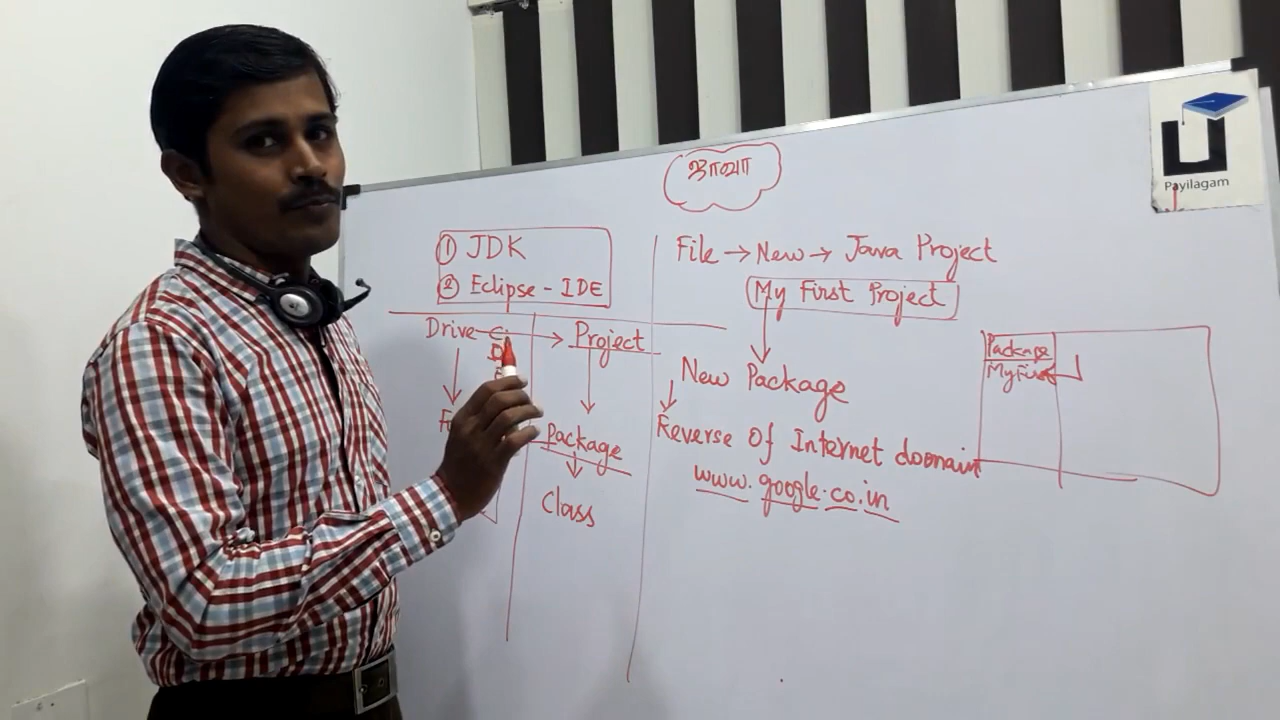 ஜாவா
Payilagam
① JDK
② Eclipse - IDE
Drive C:
D
Project
Package
Class
File → New → Java Project
My First Project
New Package
Reverse Of Internet domain
www.google.co.in
Package
MyFirst